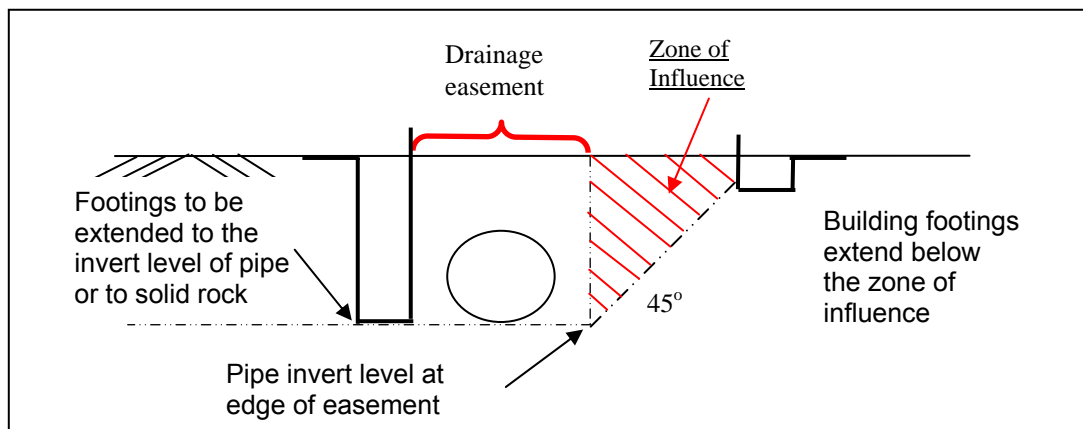 Drainage
easement
Zone of
Influence
Footings to be
extended to the
invert level of pipe
or to solid rock
Building footings
extend below
the zone of
influence
45°
Pipe invert level at
edge of easement